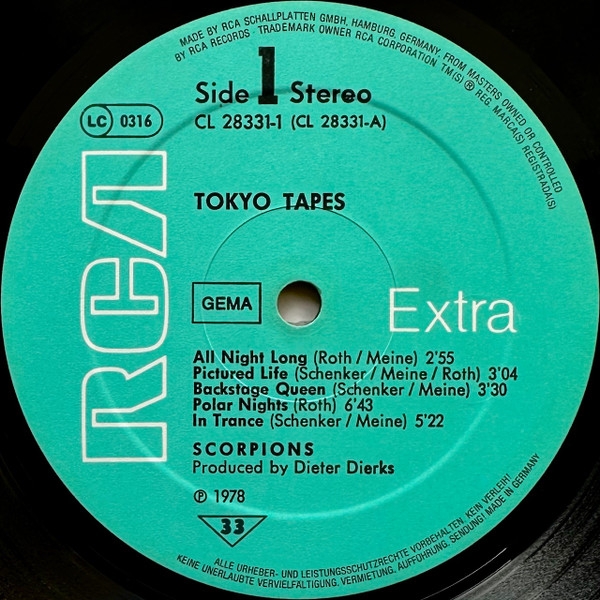 MADE BY RCA SCHALLPLATTEN GMBH, HAMBURG, GERMANY, FROM MASTERS OWNED OR CONTROLLED
BY RCA RECORDS · TRADEMARK OWNER RCA CORPORATION TM(S) ® REG. MARCA(S) REGISTRADA(S)
Side 1 Stereo
CL 28331-1 (CL 28331-A)
LC 0316
RCA
TOKYO TAPES
GEMA
Extra
All Night Long (Roth / Meine) 2'55
Pictured Life (Schenker / Meine / Roth) 3'04
Backstage Queen (Schenker / Meine) 3'30
Polar Nights (Roth) 6'43
In Trance (Schenker / Meine) 5'22
SCORPIONS
Produced by Dieter Dierks
℗ 1978
33
ALLE URHEBER- UND LEISTUNGSSCHUTZRECHTE VORBEHALTEN. KEIN VERLEIH!
KEINE UNERLAUBTE VERVIELFÄLTIGUNG, VERMIETUNG, AUFFÜHRUNG, SENDUNG! MADE IN GERMANY